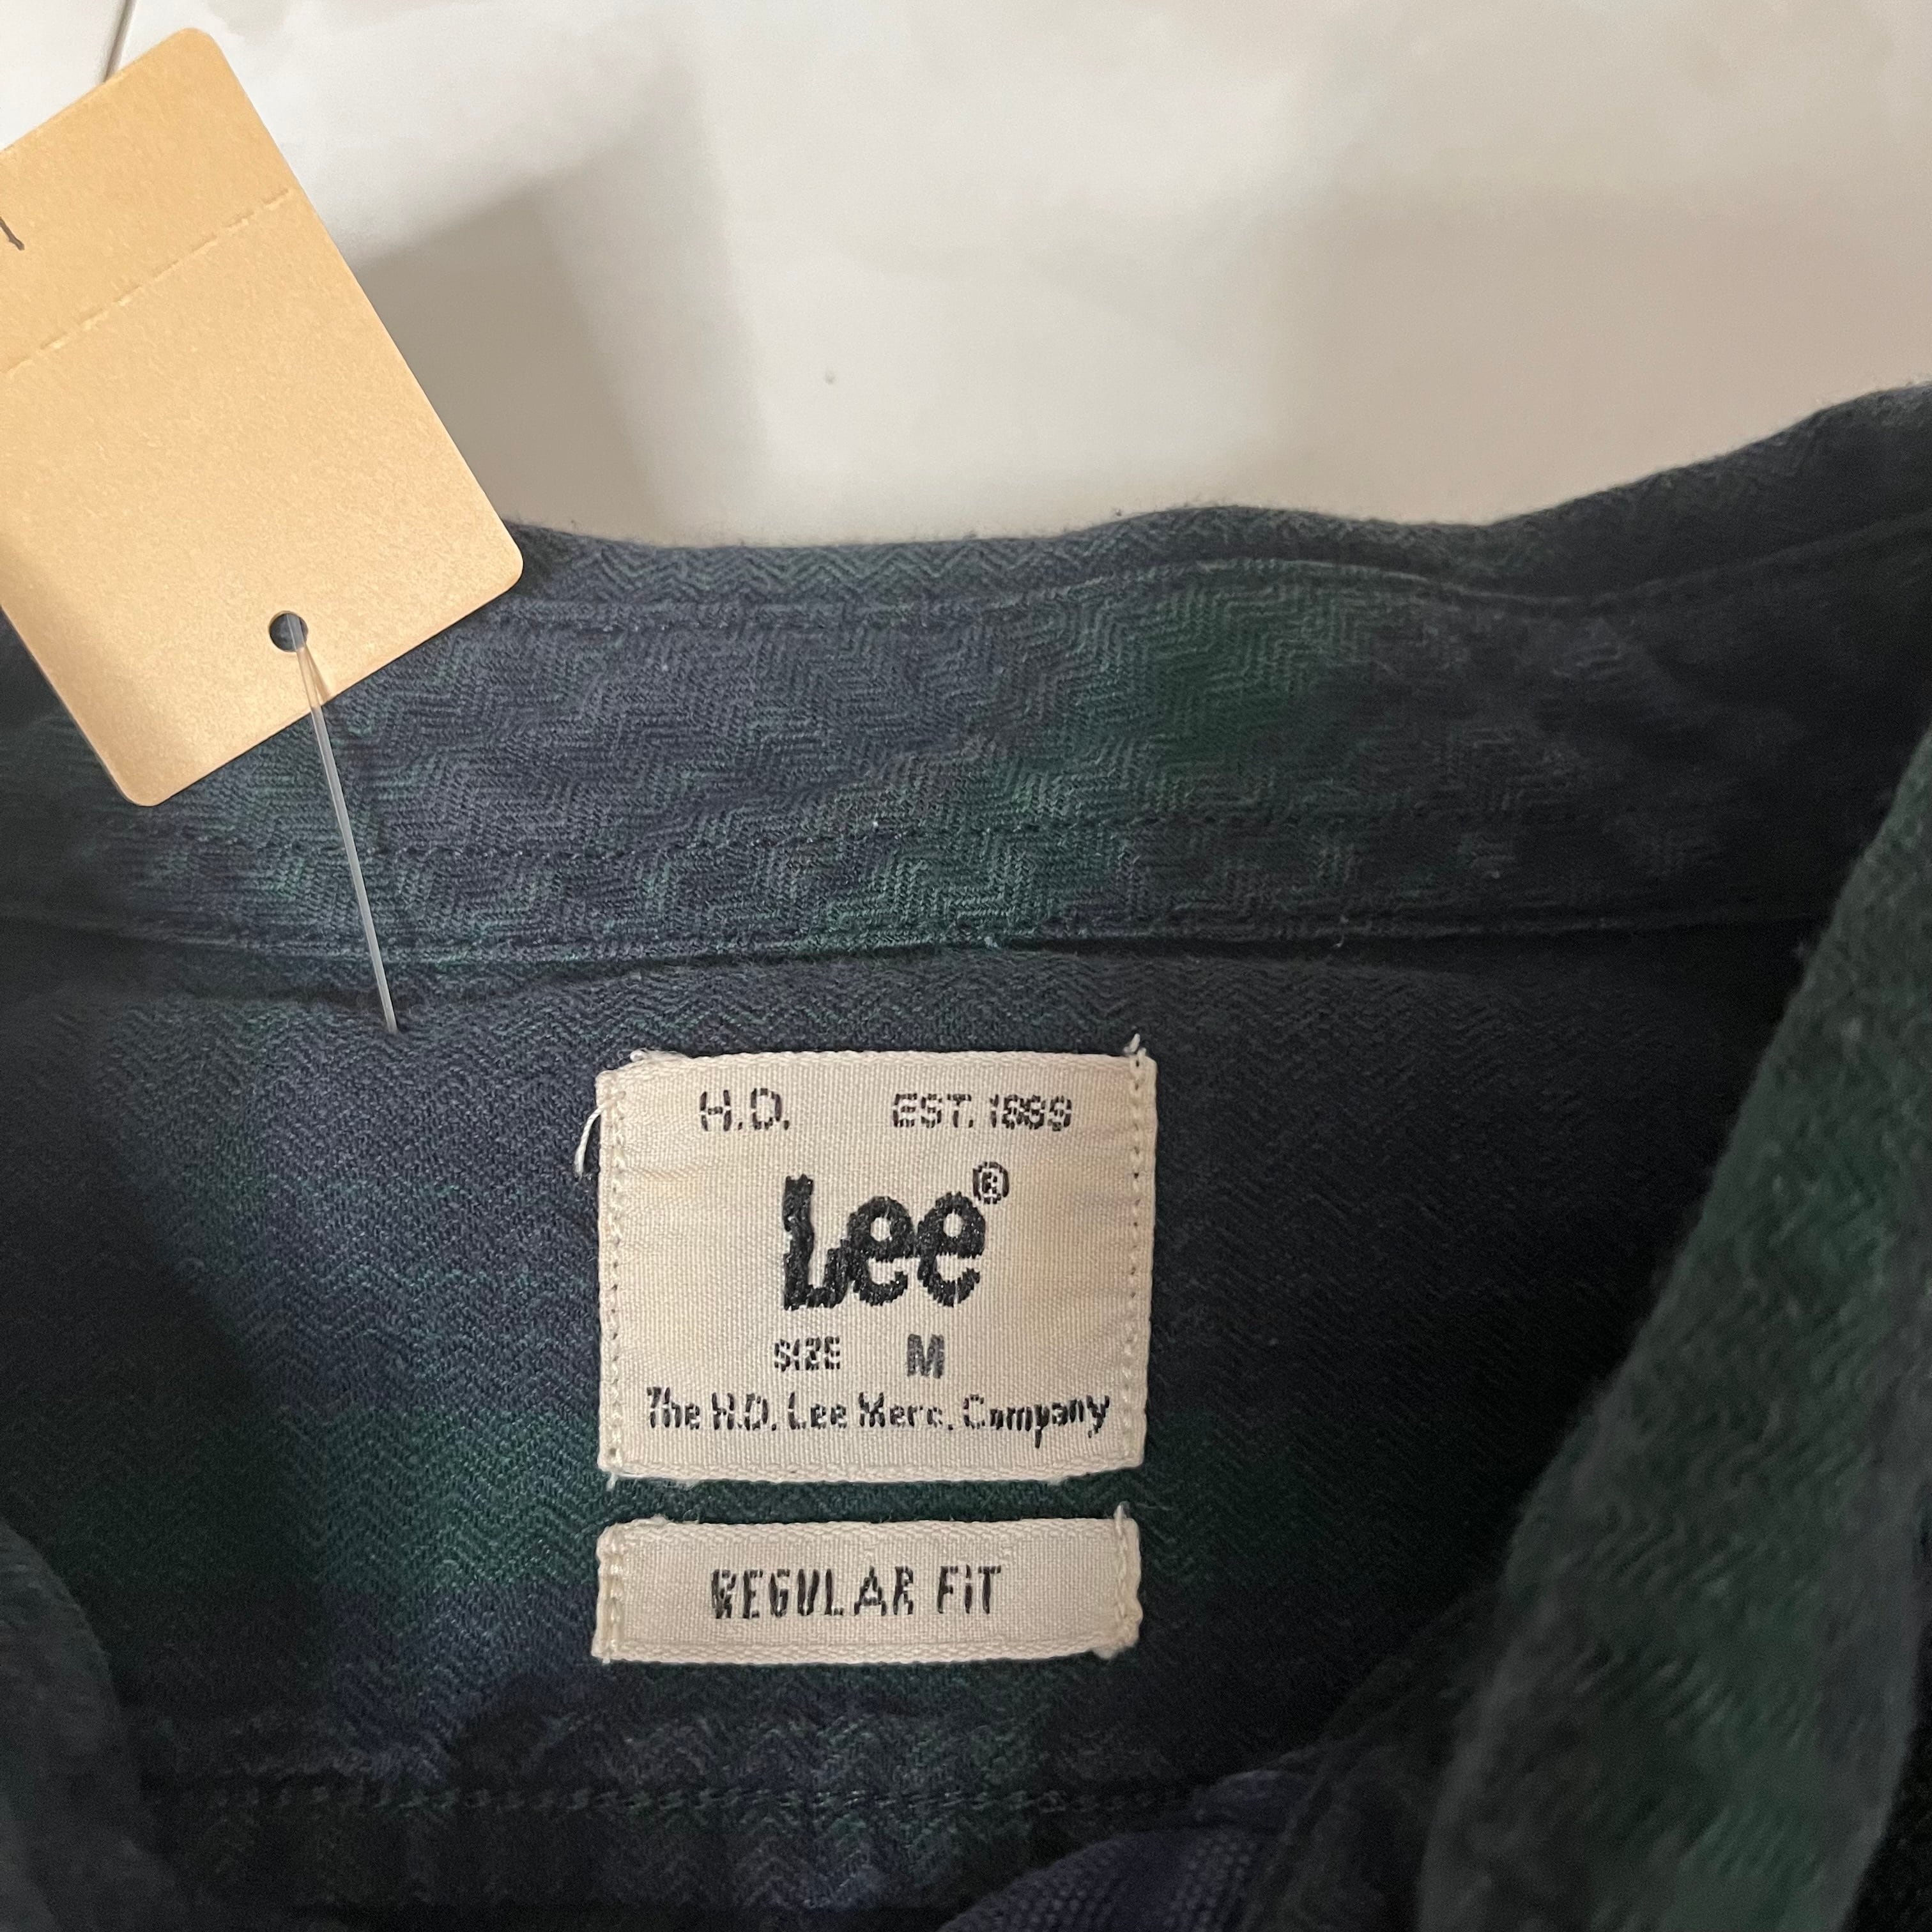 H.D. EST. 1889
Lee®
SIZE M
The H.D. Lee Merc. Company
REGULAR FIT